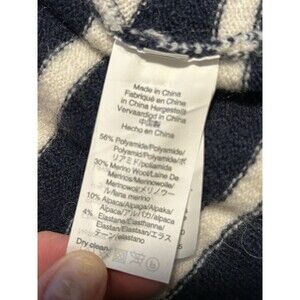 Made in China
Fabriqué en Chine
in China Hergestellt
Vervaardigd in China
中国製
Hecho en China
56% Polyamide/Polyamide/
Polyamid/Polyamide/ポ
リアミド/poliamida
30% Merino Wool/Laine De
Merinos/Merinowolle/
Merinowol/メリノウー
ル/Merino
10% Alpaca/Alpaga/Alpaka/
Alpaca/アルパカ/alpaca
4% Elastane/Élasthanne/
Elastan/Elastaan/エラス
テーン/elastano
Dry clean